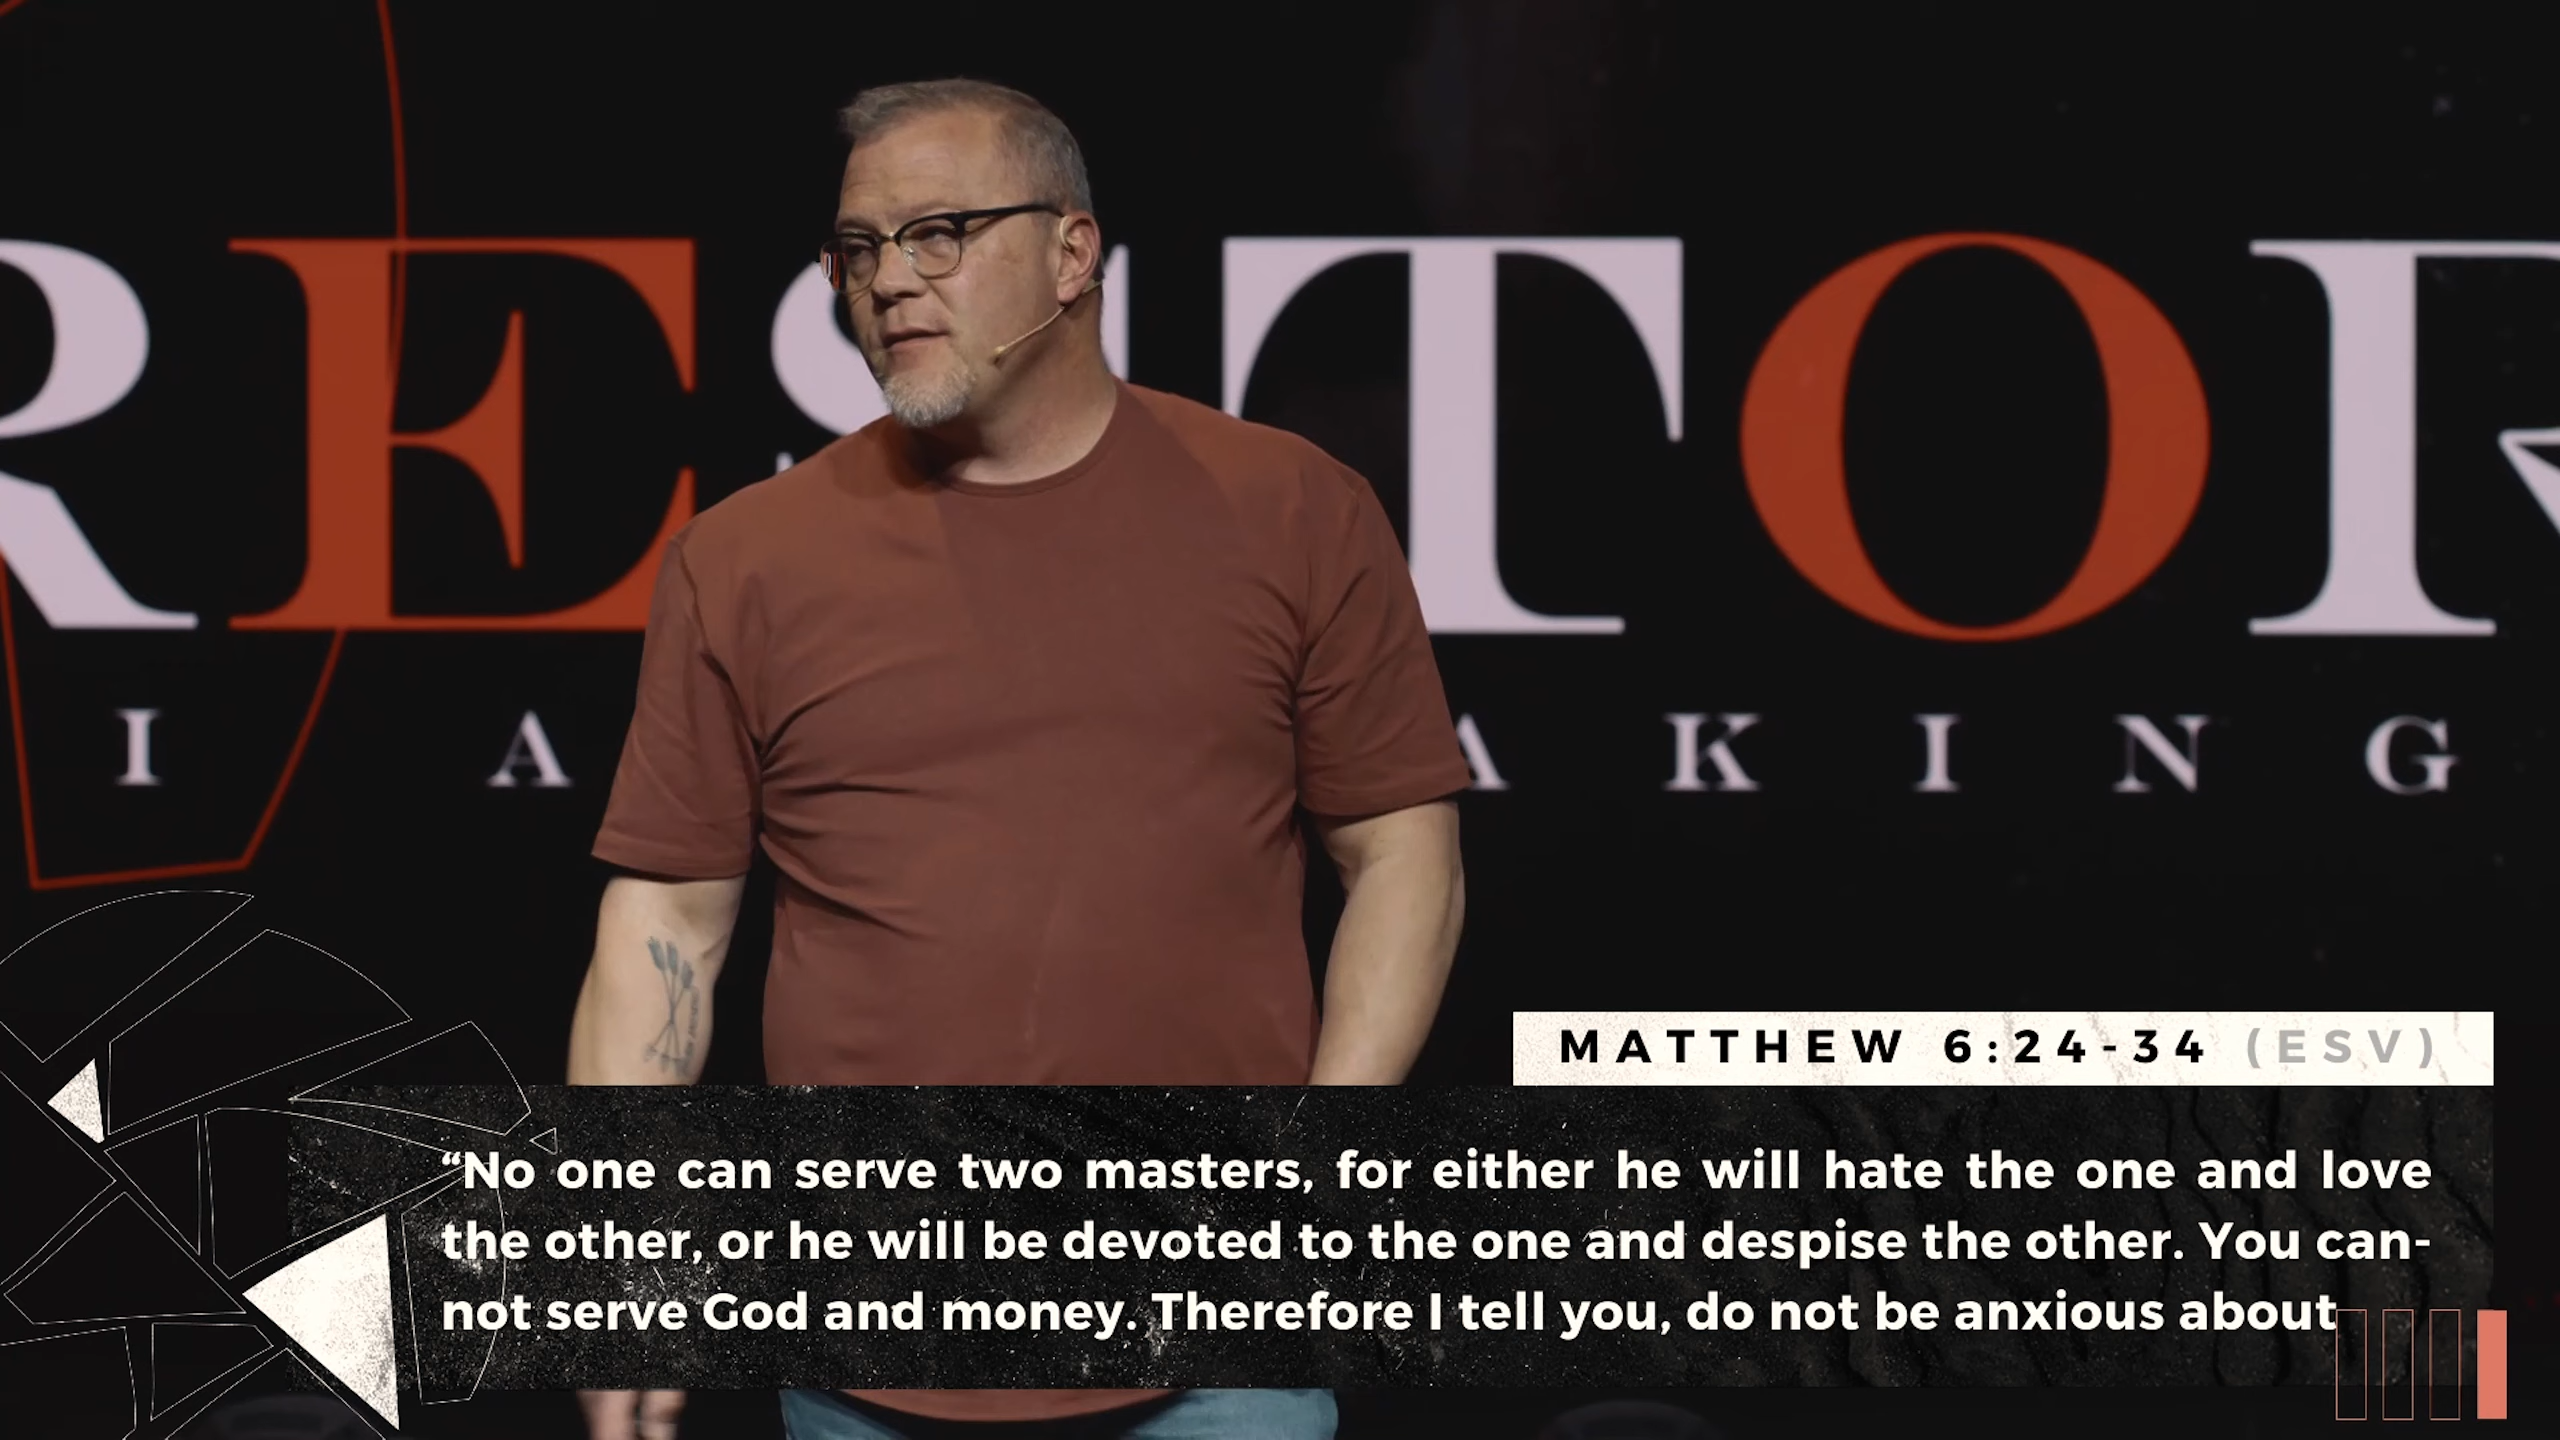 RESTOR
I A AKING
MATTHEW 6:24-34 (ESV)
“No one can serve two masters, for either he will hate the one and love
the other, or he will be devoted to the one and despise the other. You can-
not serve God and money. Therefore I tell you, do not be anxious about